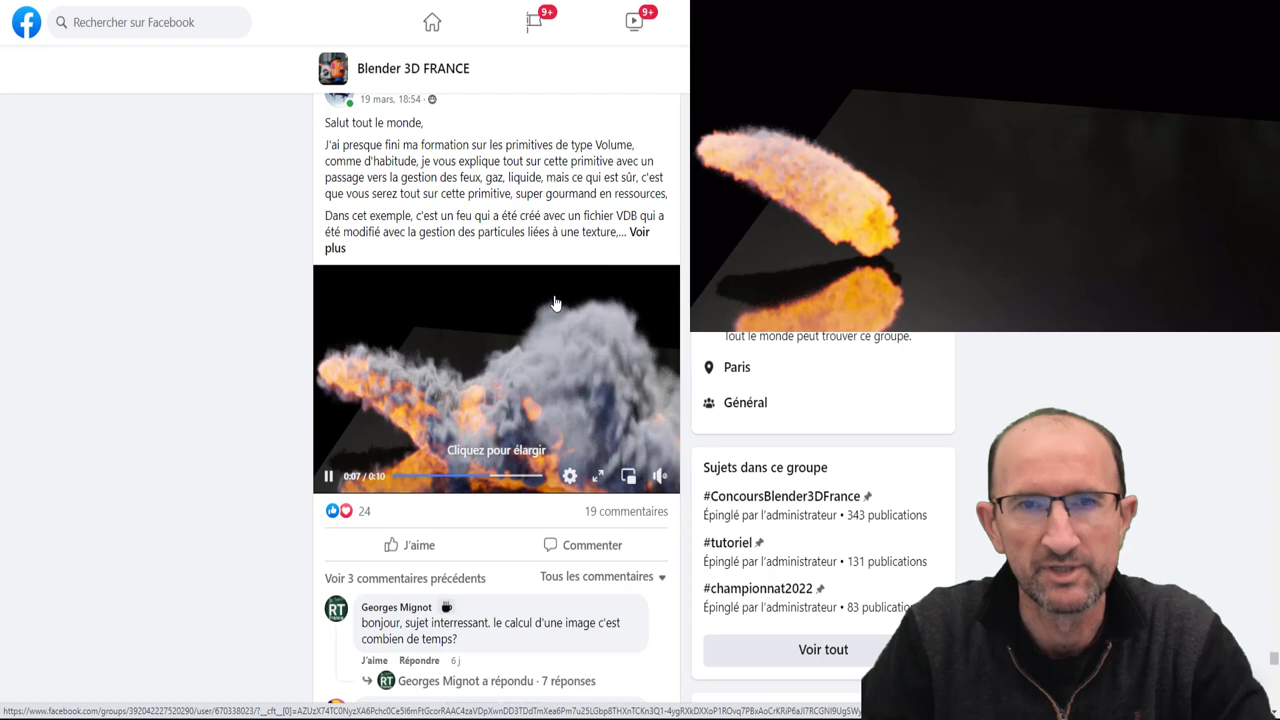 Rechercher sur Facebook
9+
9+
Blender 3D FRANCE
19 mars, 18:54
Salut tout le monde,
J'ai presque fini ma formation sur les primitives de type Volume,
comme d'habitude, je vous explique tout sur cette primitive avec un
passage vers la gestion des feux, gaz, liquide, mais ce qui est sûr, c'est
que vous serez tout sur cette primitive, super gourmand en ressources,
Dans cet exemple, c'est un feu qui a été créé avec un fichier VDB qui a
été modifié avec la gestion des particules liées à une texture,... Voir
plus
Cliquez pour élargir
0:07 / 0:10
24
19 commentaires
J'aime
Commenter
Voir 3 commentaires précédents
Tous les commentaires
RT
Georges Mignot
bonjour, sujet interressant. le calcul d'une image c'est
combien de temps?
J'aime Répondre 6 j
RT
Georges Mignot a répondu · 7 réponses
Tout le monde peut trouver ce groupe.
Paris
Général
Sujets dans ce groupe
#ConcoursBlender3DFrance
Épinglé par l'administrateur • 343 publications
#tutoriel
Épinglé par l'administrateur • 131 publications
#championnat2022
Épinglé par l'administrateur • 83 publicatio
Voir tout